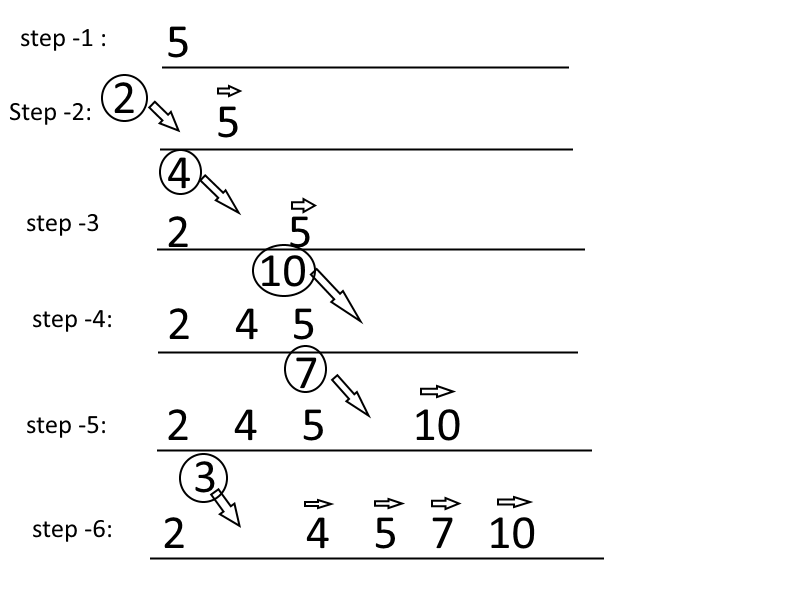 step -1 : 5
Step -2: 2 5
4
step -3 2 5
10
step -4: 2 4 5
7
step -5: 2 4 5 10
3
step -6: 2 4 5 7 10